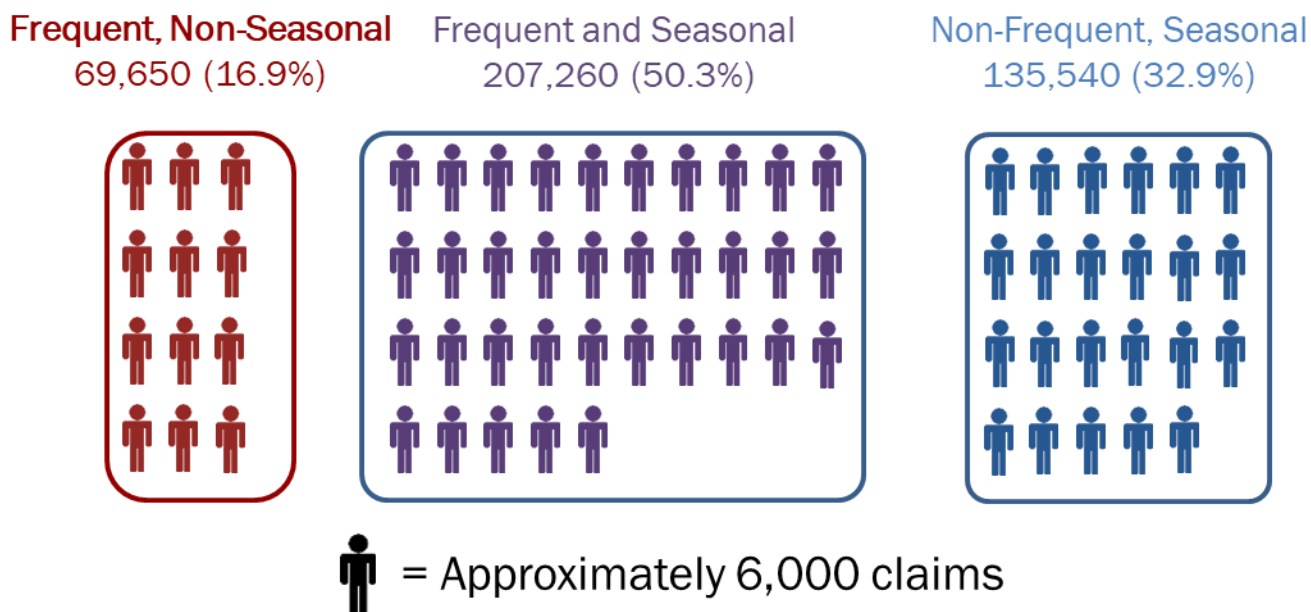 Frequent, Non-Seasonal
69,650 (16.9%)
Frequent and Seasonal
207,260 (50.3%)
Non-Frequent, Seasonal
135,540 (32.9%)
= Approximately 6,000 claims